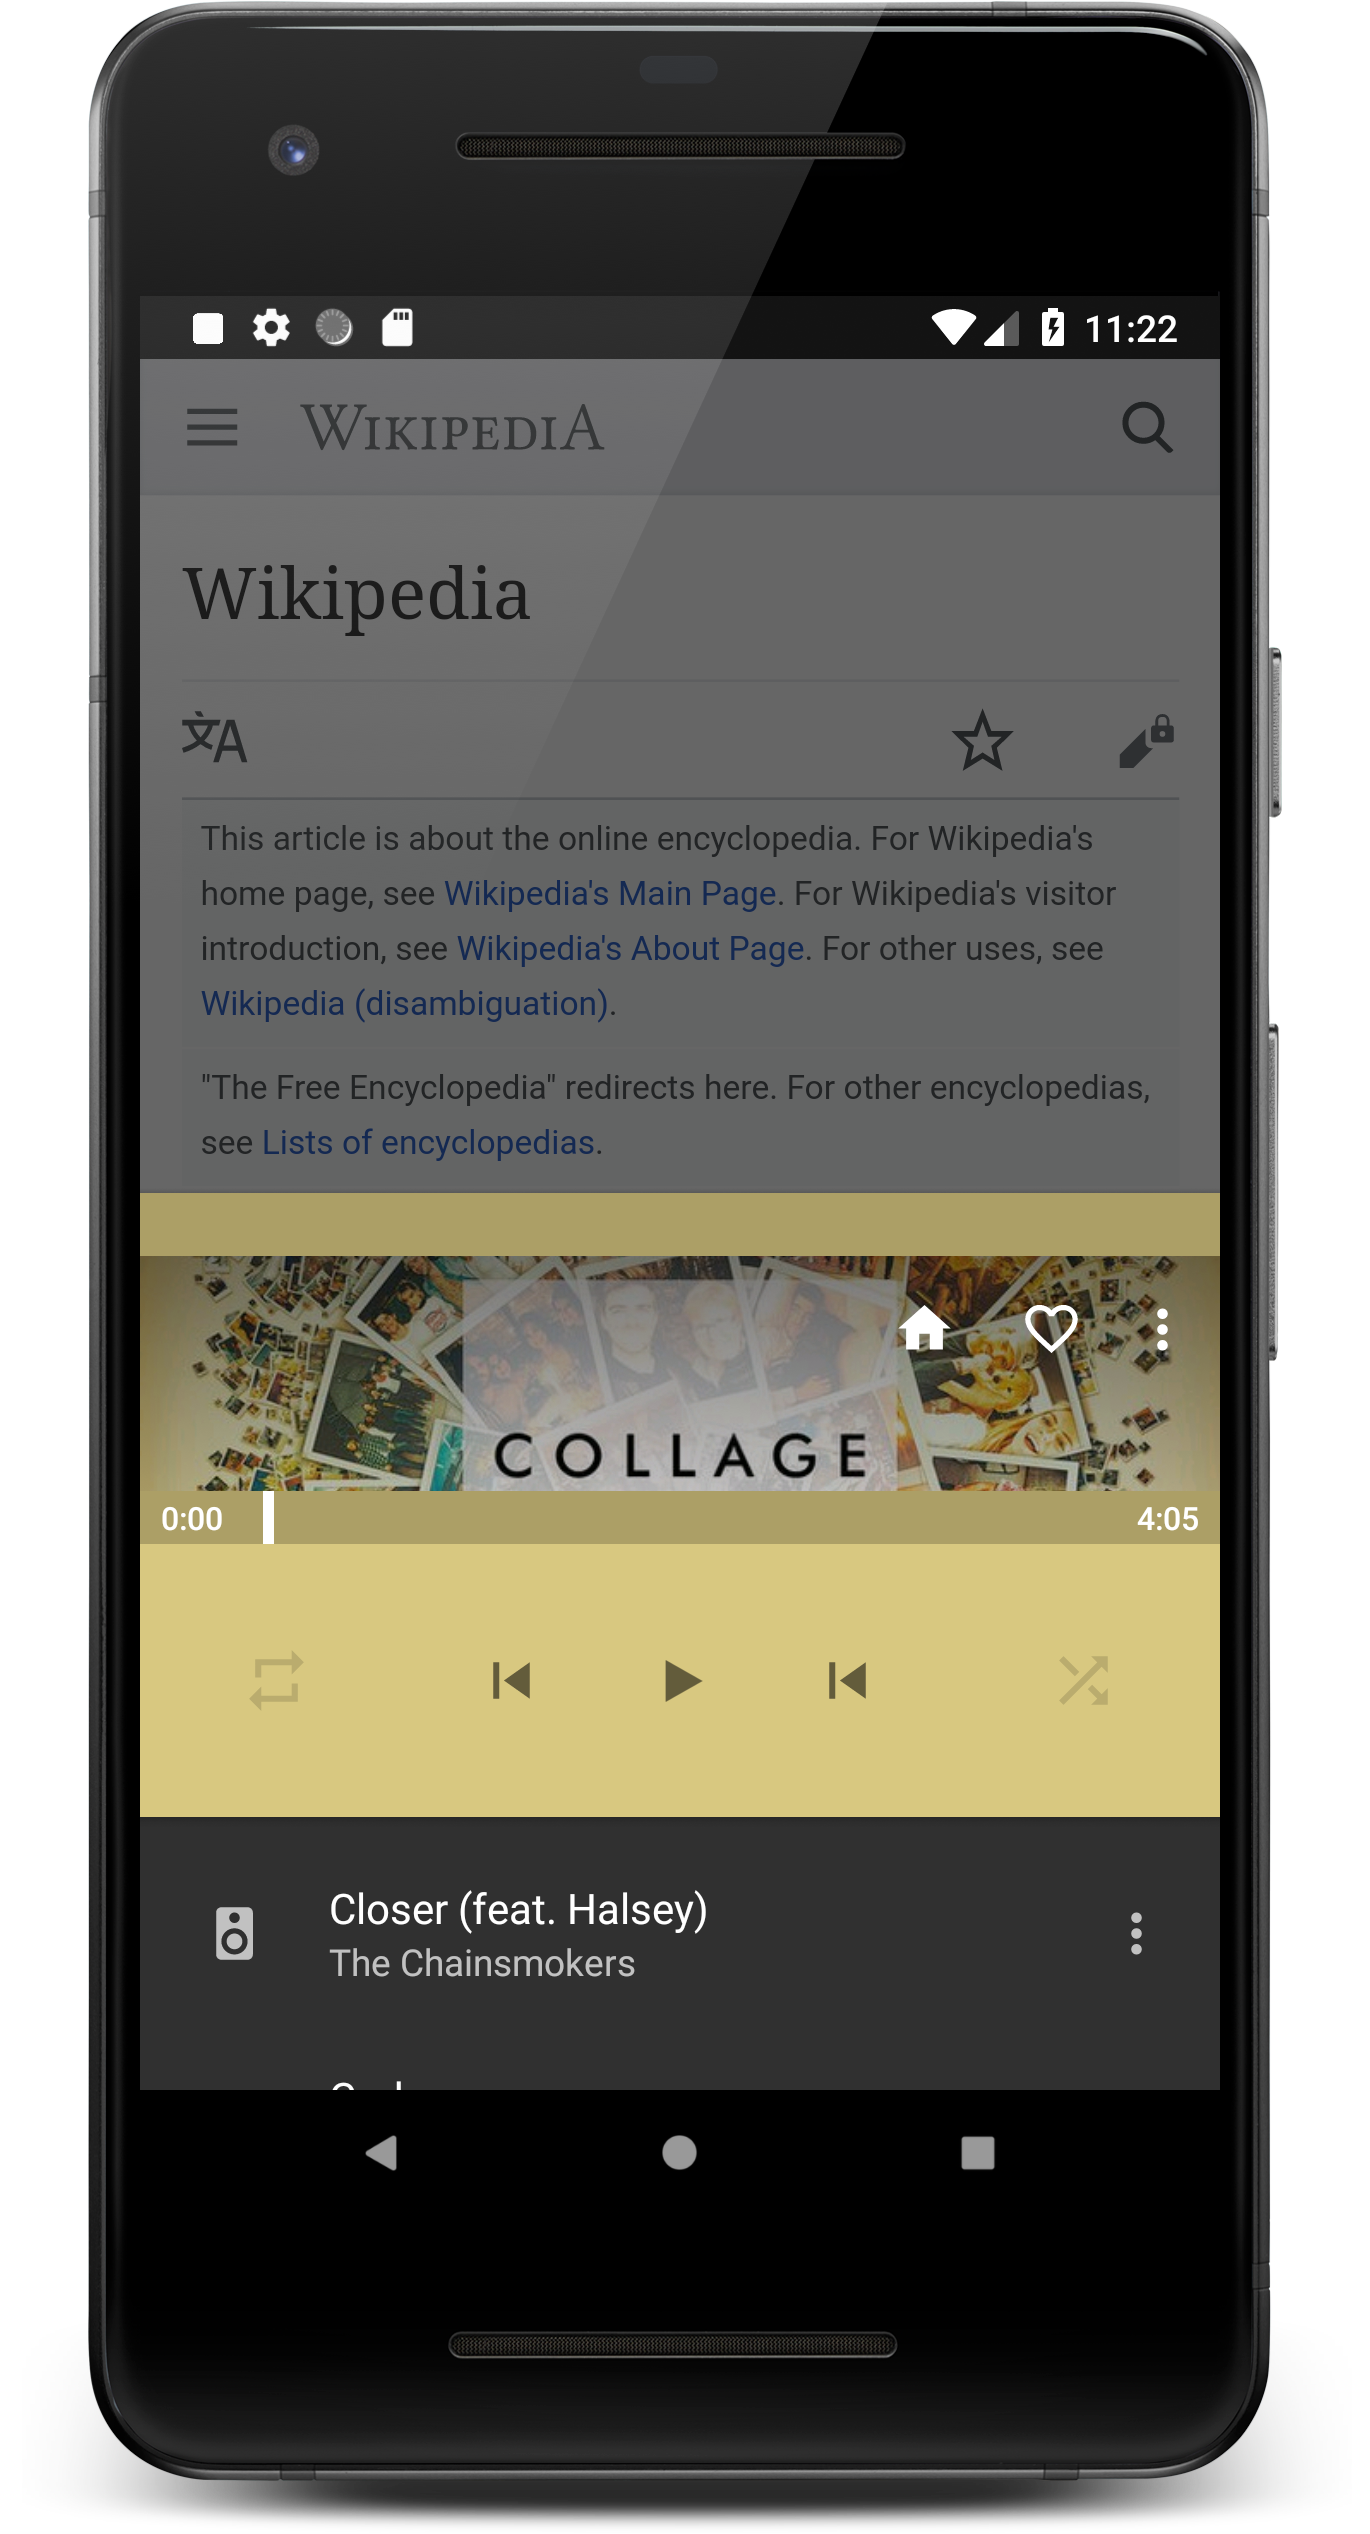 11:22
WIKIPEDIA
Wikipedia
文A
This article is about the online encyclopedia. For Wikipedia's
home page, see Wikipedia's Main Page. For Wikipedia's visitor
introduction, see Wikipedia's About Page. For other uses, see
Wikipedia (disambiguation).
"The Free Encyclopedia" redirects here. For other encyclopedias,
see Lists of encyclopedias.
COLLAGE
0:00 4:05
Closer (feat. Halsey)
The Chainsmokers